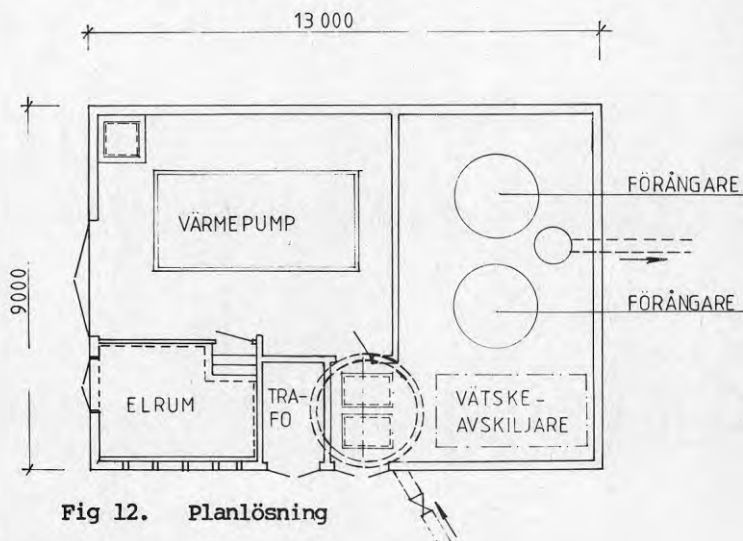 13 000
FÖRÅNGARE
VÄRMEPUMP
9000
FÖRÅNGARE
ELRUM
TRA-
FO
VÄTSKE-
AVSKILJARE
Fig 12. Planlösning